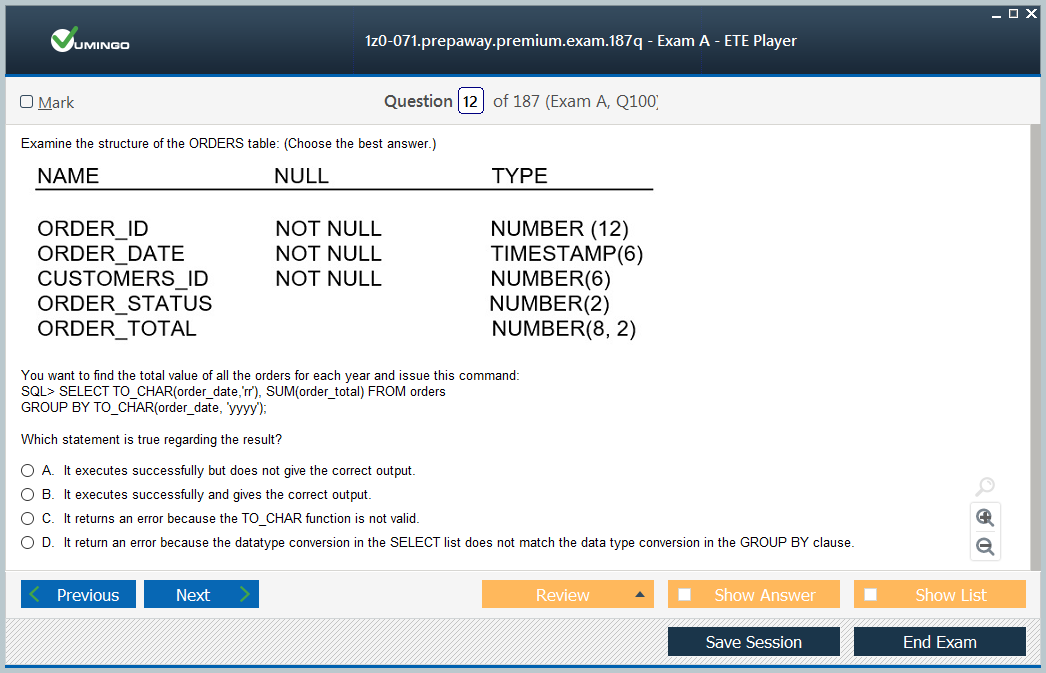 VUMINGO
1z0-071.prepaway.premium.exam.187q - Exam A - ETE Player
Mark
Question 12 of 187 (Exam A, Q100)
Examine the structure of the ORDERS table: (Choose the best answer.)
NAME NULL TYPE
ORDER_ID NOT NULL NUMBER (12)
ORDER_DATE NOT NULL TIMESTAMP(6)
CUSTOMERS_ID NOT NULL NUMBER(6)
ORDER_STATUS NUMBER(2)
ORDER_TOTAL NUMBER(8, 2)
You want to find the total value of all the orders for each year and issue this command:
SQL> SELECT TO_CHAR(order_date,'rr'), SUM(order_total) FROM orders
GROUP BY TO_CHAR(order_date, 'yyyy');
Which statement is true regarding the result?
A. It executes successfully but does not give the correct output.
B. It executes successfully and gives the correct output.
C. It returns an error because the TO_CHAR function is not valid.
D. It return an error because the datatype conversion in the SELECT list does not match the data type conversion in the GROUP BY clause.
Previous Next Review Show Answer Show List
Save Session End Exam